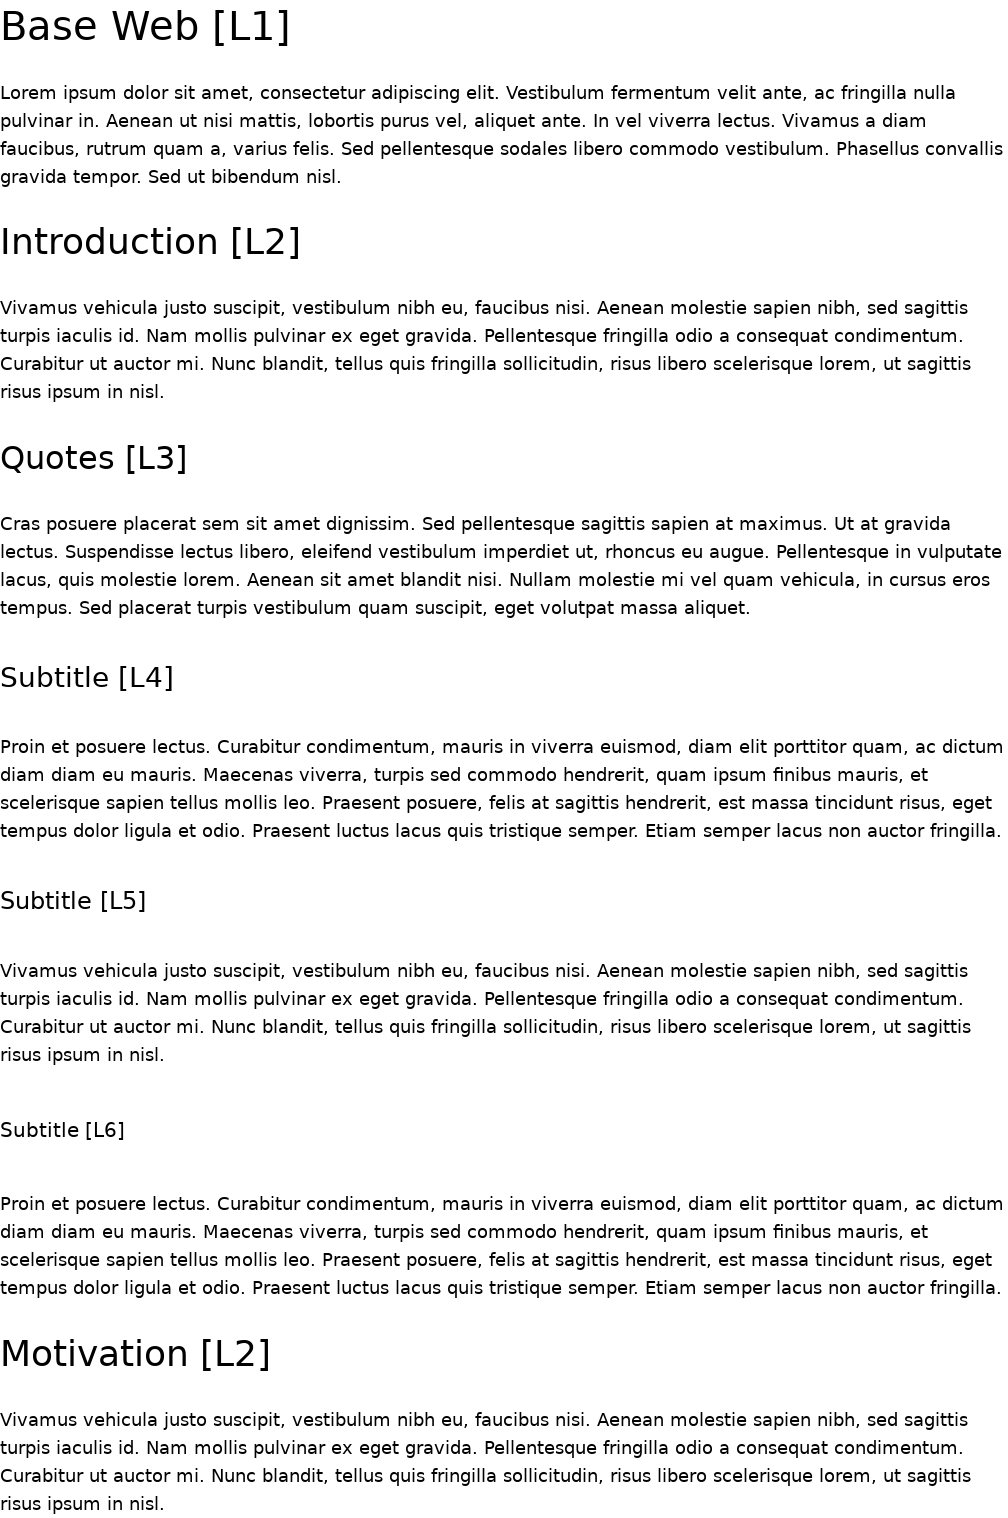 Base Web [L1]
Lorem ipsum dolor sit amet, consectetur adipiscing elit. Vestibulum fermentum velit ante, ac fringilla nulla
pulvinar in. Aenean ut nisi mattis, lobortis purus vel, aliquet ante. In vel viverra lectus. Vivamus a diam
faucibus, rutrum quam a, varius felis. Sed pellentesque sodales libero commodo vestibulum. Phasellus convallis
gravida tempor. Sed ut bibendum nisl.
Introduction [L2]
Vivamus vehicula justo suscipit, vestibulum nibh eu, faucibus nisi. Aenean molestie sapien nibh, sed sagittis
turpis iaculis id. Nam mollis pulvinar ex eget gravida. Pellentesque fringilla odio a consequat condimentum.
Curabitur ut auctor mi. Nunc blandit, tellus quis fringilla sollicitudin, risus libero scelerisque lorem, ut sagittis
risus ipsum in nisl.
Quotes [L3]
Cras posuere placerat sem sit amet dignissim. Sed pellentesque sagittis sapien at maximus. Ut at gravida
lectus. Suspendisse lectus libero, eleifend vestibulum imperdiet ut, rhoncus eu augue. Pellentesque in vulputate
lacus, quis molestie lorem. Aenean sit amet blandit nisi. Nullam molestie mi vel quam vehicula, in cursus eros
tempus. Sed placerat turpis vestibulum quam suscipit, eget volutpat massa aliquet.
Subtitle [L4]
Proin et posuere lectus. Curabitur condimentum, mauris in viverra euismod, diam elit porttitor quam, ac dictum
diam diam eu mauris. Maecenas viverra, turpis sed commodo hendrerit, quam ipsum finibus mauris, et
scelerisque sapien tellus mollis leo. Praesent posuere, felis at sagittis hendrerit, est massa tincidunt risus, eget
tempus dolor ligula et odio. Praesent luctus lacus quis tristique semper. Etiam semper lacus non auctor fringilla.
Subtitle [L5]
Vivamus vehicula justo suscipit, vestibulum nibh eu, faucibus nisi. Aenean molestie sapien nibh, sed sagittis
turpis iaculis id. Nam mollis pulvinar ex eget gravida. Pellentesque fringilla odio a consequat condimentum.
Curabitur ut auctor mi. Nunc blandit, tellus quis fringilla sollicitudin, risus libero scelerisque lorem, ut sagittis
risus ipsum in nisl.
Subtitle [L6]
Proin et posuere lectus. Curabitur condimentum, mauris in viverra euismod, diam elit porttitor quam, ac dictum
diam diam eu mauris. Maecenas viverra, turpis sed commodo hendrerit, quam ipsum finibus mauris, et
scelerisque sapien tellus mollis leo. Praesent posuere, felis at sagittis hendrerit, est massa tincidunt risus, eget
tempus dolor ligula et odio. Praesent luctus lacus quis tristique semper. Etiam semper lacus non auctor fringilla.
Motivation [L2]
Vivamus vehicula justo suscipit, vestibulum nibh eu, faucibus nisi. Aenean molestie sapien nibh, sed sagittis
turpis iaculis id. Nam mollis pulvinar ex eget gravida. Pellentesque fringilla odio a consequat condimentum.
Curabitur ut auctor mi. Nunc blandit, tellus quis fringilla sollicitudin, risus libero scelerisque lorem, ut sagittis
risus ipsum in nisl.